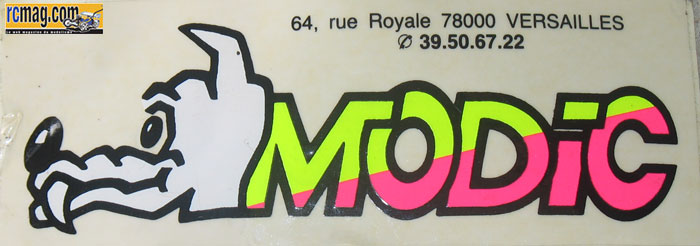 rcmag.com
64, rue Royale 78000 VERSAILLES
✆ 39.50.67.22
MODiC